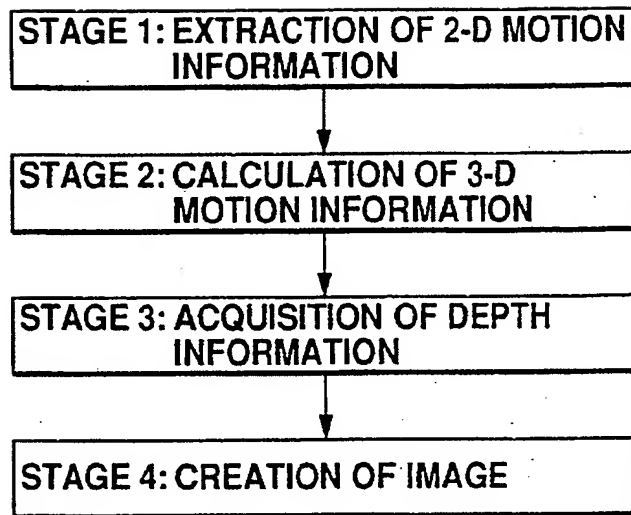 STAGE 1: EXTRACTION OF 2-D MOTION
INFORMATION
STAGE 2: CALCULATION OF 3-D
MOTION INFORMATION
STAGE 3: ACQUISITION OF DEPTH
INFORMATION
STAGE 4: CREATION OF IMAGE